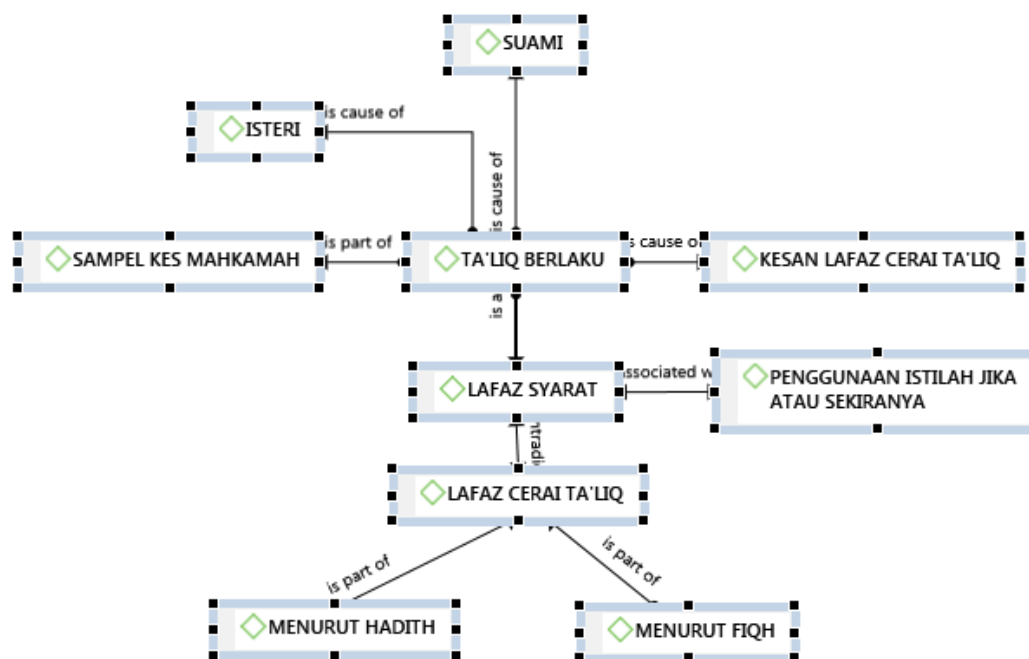 SUAMI
is cause of
ISTERI
is cause of
SAMPEL KES MAHKAMAH
is part of
TA'LIQ BERLAKU
s cause o
KESAN LAFAZ CERAI TA'LIQ
is a
LAFAZ SYARAT
associated w
PENGGUNAAN ISTILAH JIKA
ATAU SEKIRANYA
ntradi
LAFAZ CERAI TA'LIQ
is part of
is part of
MENURUT HADITH
MENURUT FIQH